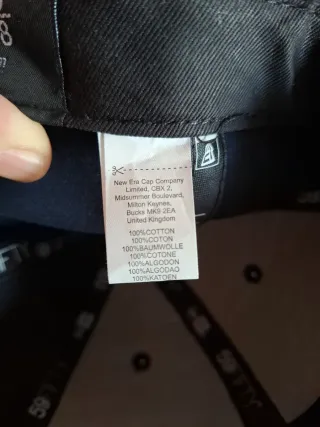 New Era Cap Company
Limited, CBX 2,
Midsummer Boulevard,
Milton Keynes,
Bucks MK9 2EA
United Kingdom
100%COTTON
100%COTON
100%BAUMWOLLE
100%COTONE
100%ALGODON
100%ALGODAO
100%KATOEN
59FIFTY